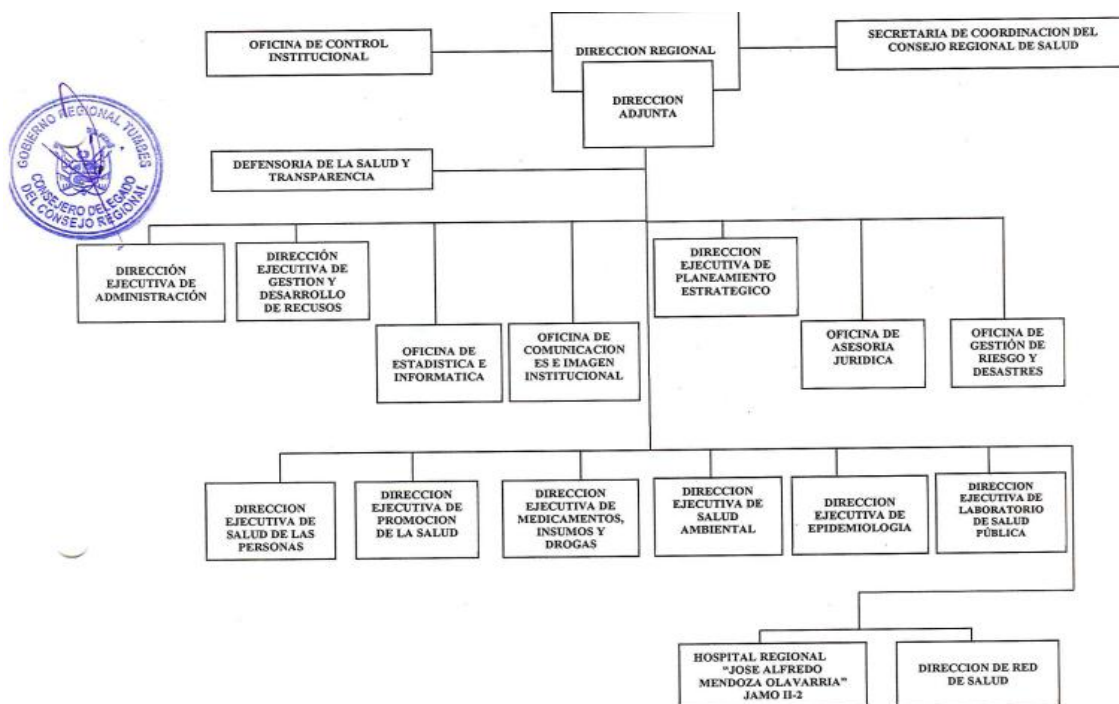 OFICINA DE CONTROL
INSTITUCIONAL
DIRECCION REGIONAL
SECRETARIA DE COORDINACION DEL
CONSEJO REGIONAL DE SALUD
DIRECCION
ADJUNTA
GOBIERNO REGIONAL TUMBES
CONSEJERO DELEGADO
DEL CONSEJO REGIONAL
DEFENSORIA DE LA SALUD Y
TRANSPARENCIA
DIRECCIÓN
EJECUTIVA DE
ADMINISTRACIÓN
DIRECCIÓN
EJECUTIVA DE
GESTION Y
DESARROLLO
DE RECUSOS
OFICINA DE
ESTADISTICA E
INFORMATICA
OFICINA DE
COMUNICACION
ES E IMAGEN
INSTITUCIONAL
DIRECCION
EJECUTIVA DE
PLANEAMIENTO
ESTRATEGICO
OFICINA DE
ASESORIA
JURIDICA
OFICINA DE
GESTIÓN DE
RIESGO Y
DESASTRES
DIRECCION
EJECUTIVA DE
SALUD DE LAS
PERSONAS
DIRECCION
EJECUTIVA DE
PROMOCION
DE LA SALUD
DIRECCION
EJECUTIVA DE
MEDICAMENTOS,
INSUMOS Y
DROGAS
DIRECCION
EJECUTIVA DE
SALUD
AMBIENTAL
DIRECCION
EJECUTIVA DE
EPIDEMIOLOGIA
DIRECCION
EJECUTIVA DE
LABORATORIO
DE SALUD
PÚBLICA
HOSPITAL REGIONAL
"JOSE ALFREDO
MENDOZA OLAVARRIA"
JAMO II-2
DIRECCION DE RED
DE SALUD